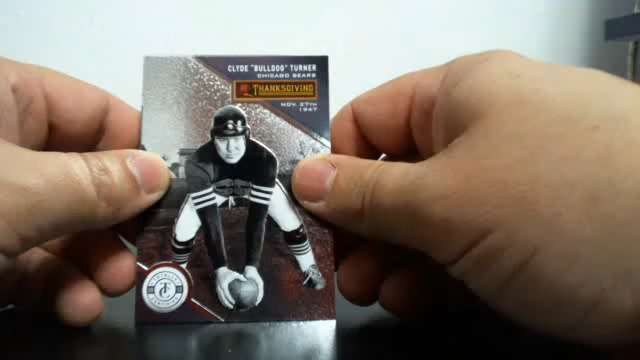 CLYDE "BULLDOG" TURNER
CHICAGO BEARS
THANKSGIVING
NOV. 27TH
1947